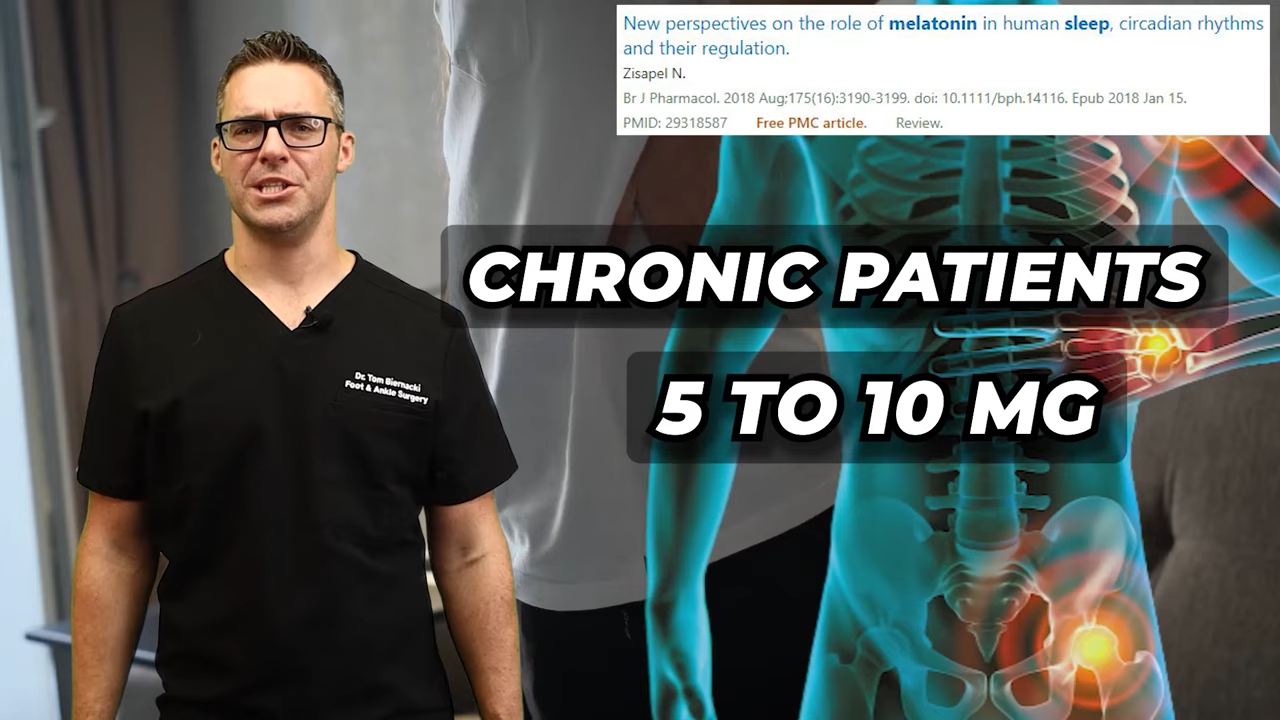 New perspectives on the role of melatonin in human sleep, circadian rhythms
and their regulation.
Zisapel N.
Br J Pharmacol. 2018 Aug;175(16):3190-3199. doi: 10.1111/bph.14116. Epub 2018 Jan 15.
PMID: 29318587 Free PMC article. Review.
CHRONIC PATIENTS
5 TO 10 MG
Dr. Tom Biernacki
Foot & Ankle Surgery